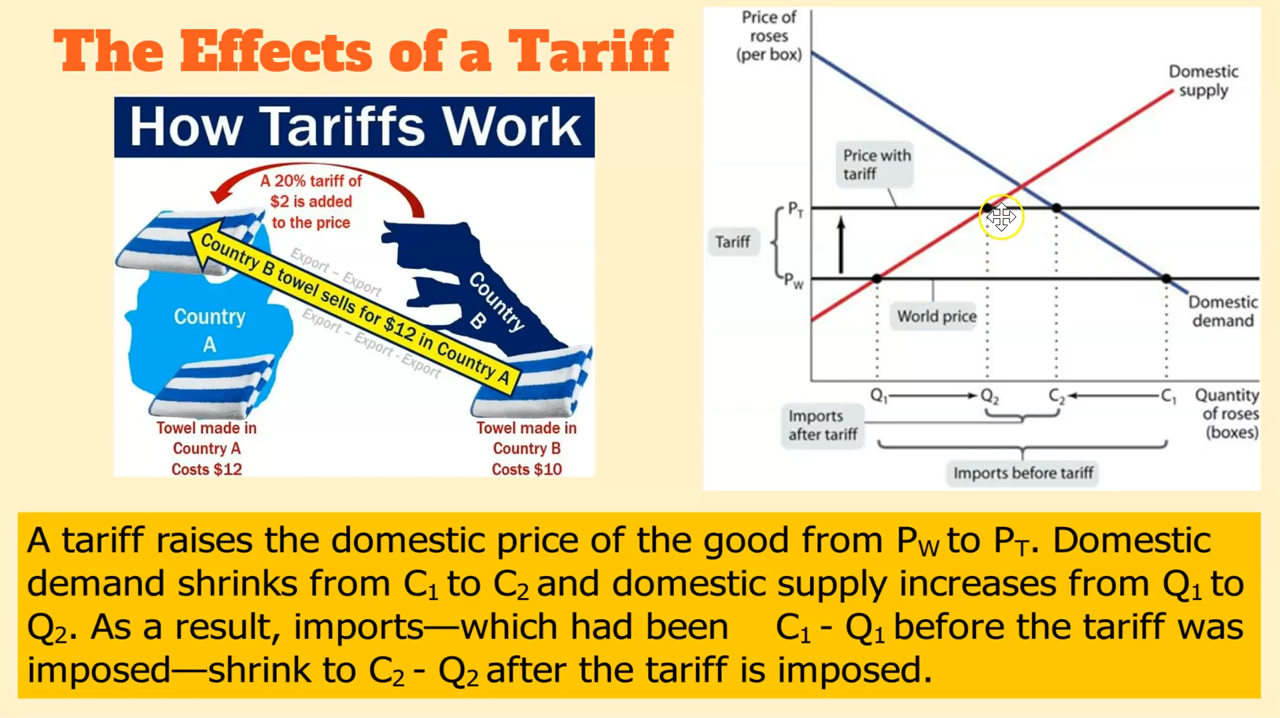 The Effects of a Tariff
How Tariffs Work
A 20% tariff of
$2 is added
to the price
Export – Export
Country B towel sells for $12 in Country A
Export – Export - Export
Country
B
Country
A
Towel made in
Country A
Costs $12
Towel made in
Country B
Costs $10
Price of
roses
(per box)
Domestic
supply
Price with
tariff
PT
Tariff
PW
World price
Domestic
demand
Q1 Q2 C2 C1
Quantity
of roses
(boxes)
Imports
after tariff
Imports before tariff
A tariff raises the domestic price of the good from PW to PT. Domestic
demand shrinks from C1 to C2 and domestic supply increases from Q1 to
Q2. As a result, imports—which had been C1 - Q1 before the tariff was
imposed—shrink to C2 - Q2 after the tariff is imposed.